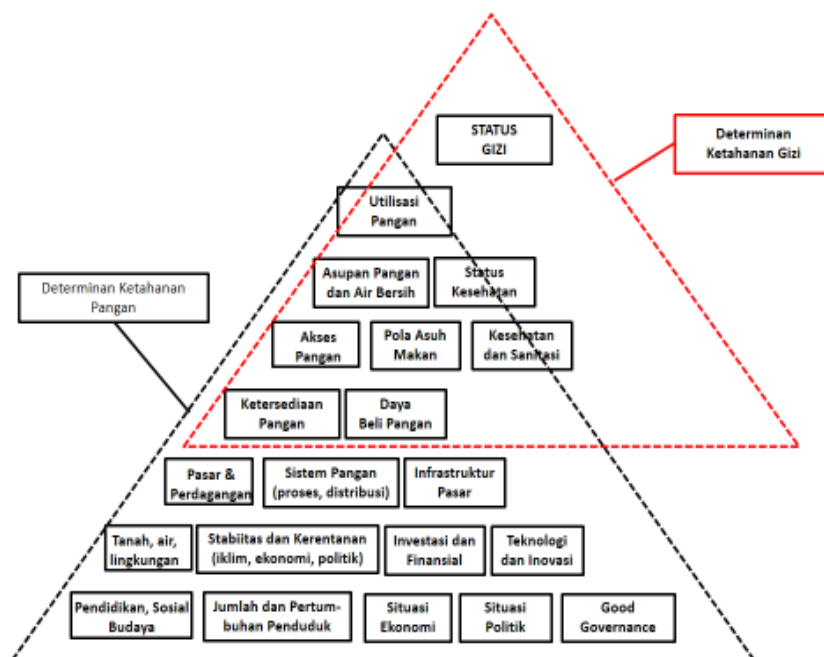 STATUS
GIZI
Determinan
Ketahanan Gizi
Utilisasi
Pangan
Determinan Ketahanan
Pangan
Asupan Pangan
dan Air Bersih
Status
Kesehatan
Akses
Pangan
Pola Asuh
Makan
Kesehatan
dan Sanitasi
Ketersediaan
Pangan
Daya
Beli Pangan
Pasar &
Perdagangan
Sistem Pangan
(proses, distribusi)
Infrastruktur
Pasar
Tanah, air,
lingkungan
Stabiitas dan Kerentanan
(iklim, ekonomi, politik)
Investasi dan
Finansial
Teknologi
dan Inovasi
Pendidikan, Sosial
Budaya
Jumlah dan Pertum-
buhan Penduduk
Situasi
Ekonomi
Situasi
Politik
Good
Governance